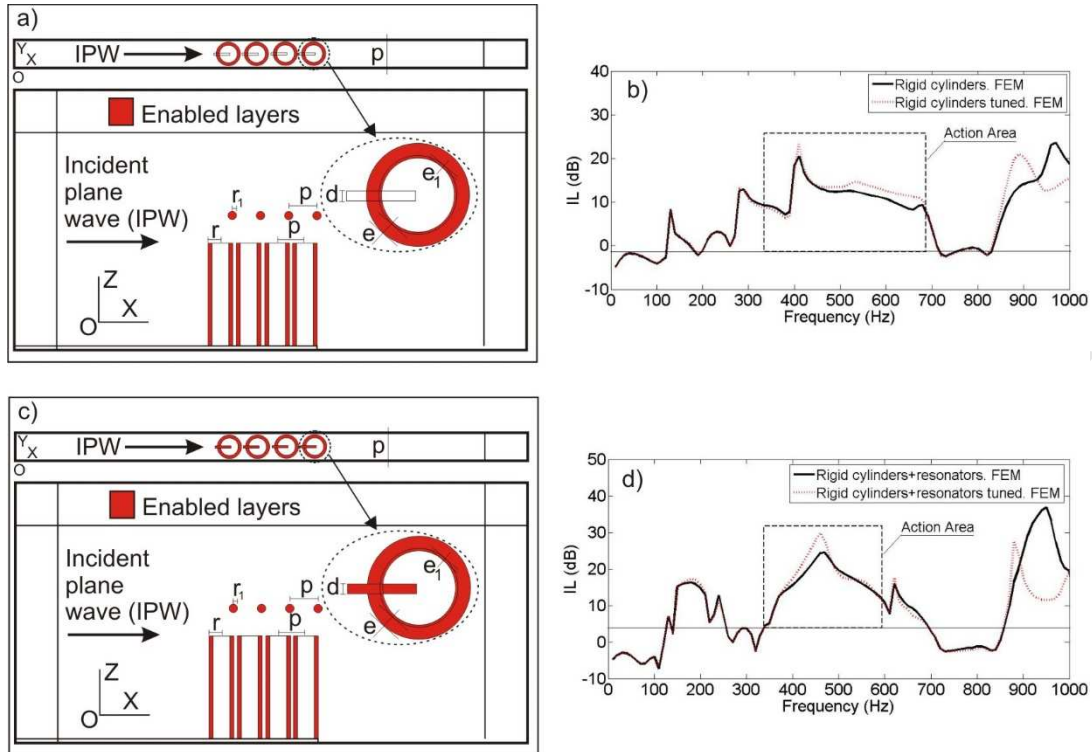 a)
Y
X
O
IPW
p
Enabled layers
Incident
plane
wave (IPW)
r₁
p
r
p
d
e₁
e
Z
O
X
b)
IL (dB)
40
30
20
10
0
-10
0 100 200 300 400 500 600 700 800 900 1000
Frequency (Hz)
Rigid cylinders. FEM
Rigid cylinders tuned. FEM
Action Area
c)
Y
X
O
IPW
p
Enabled layers
Incident
plane
wave (IPW)
r₁
p
r
p
d
e₁
e
Z
O
X
d)
IL (dB)
50
40
30
20
10
0
-10
0 100 200 300 400 500 600 700 800 900 1000
Frequency (Hz)
Rigid cylinders+resonators. FEM
Rigid cylinders+resonators tuned. FEM
Action Area